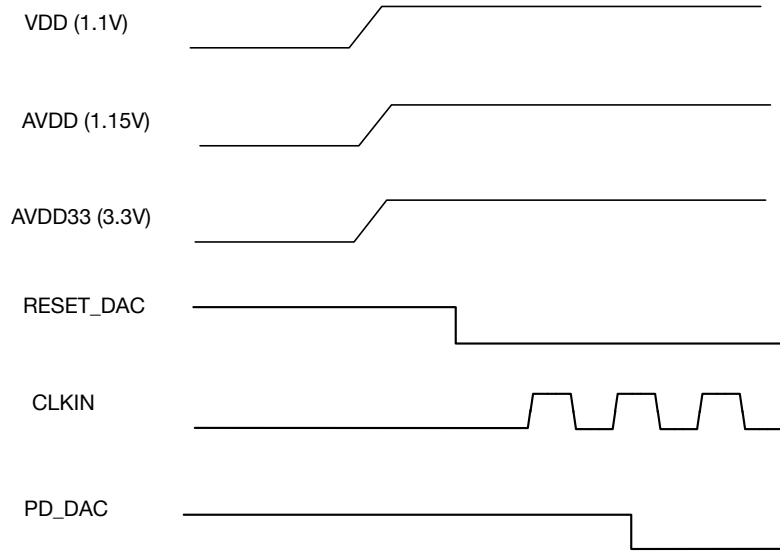 VDD (1.1V)
AVDD (1.15V)
AVDD33 (3.3V)
RESET_DAC
CLKIN
PD_DAC